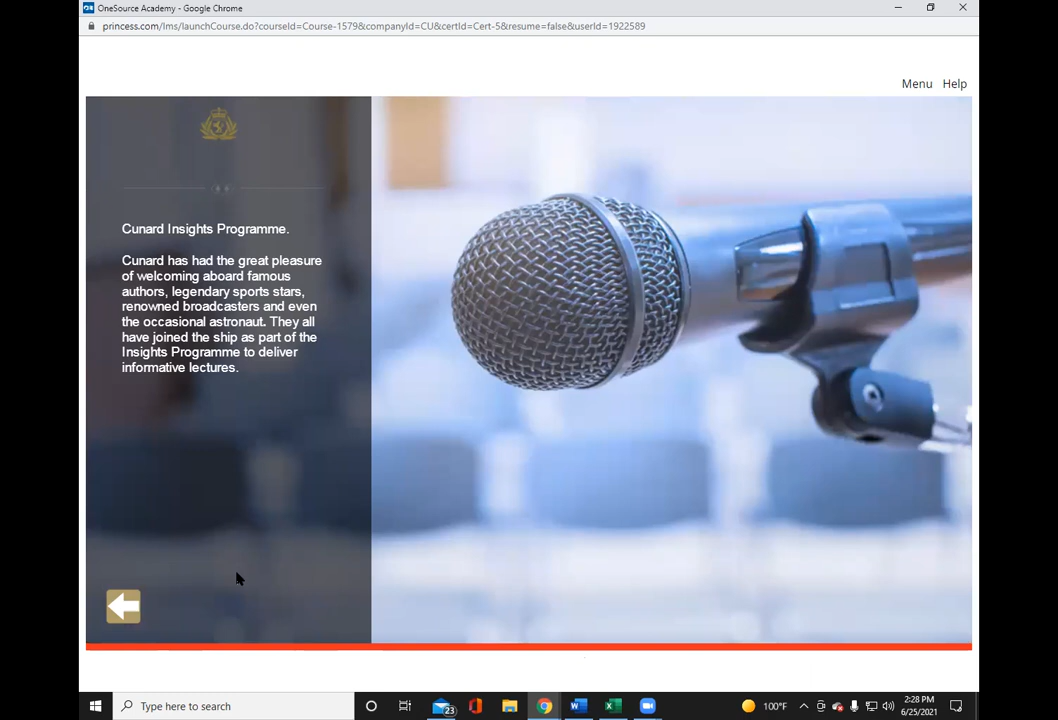 OneSource Academy - Google Chrome
princess.com/lms/launchCourse.do?courseId=Course-1579&companyId=CU&certId=Cert-5&resume=false&userId=1922589
Menu Help
Cunard Insights Programme.
Cunard has had the great pleasure
of welcoming aboard famous
authors, legendary sports stars,
renowned broadcasters and even
the occasional astronaut. They all
have joined the ship as part of the
Insights Programme to deliver
informative lectures.
Type here to search
23
100°F
2:28 PM
6/25/2021